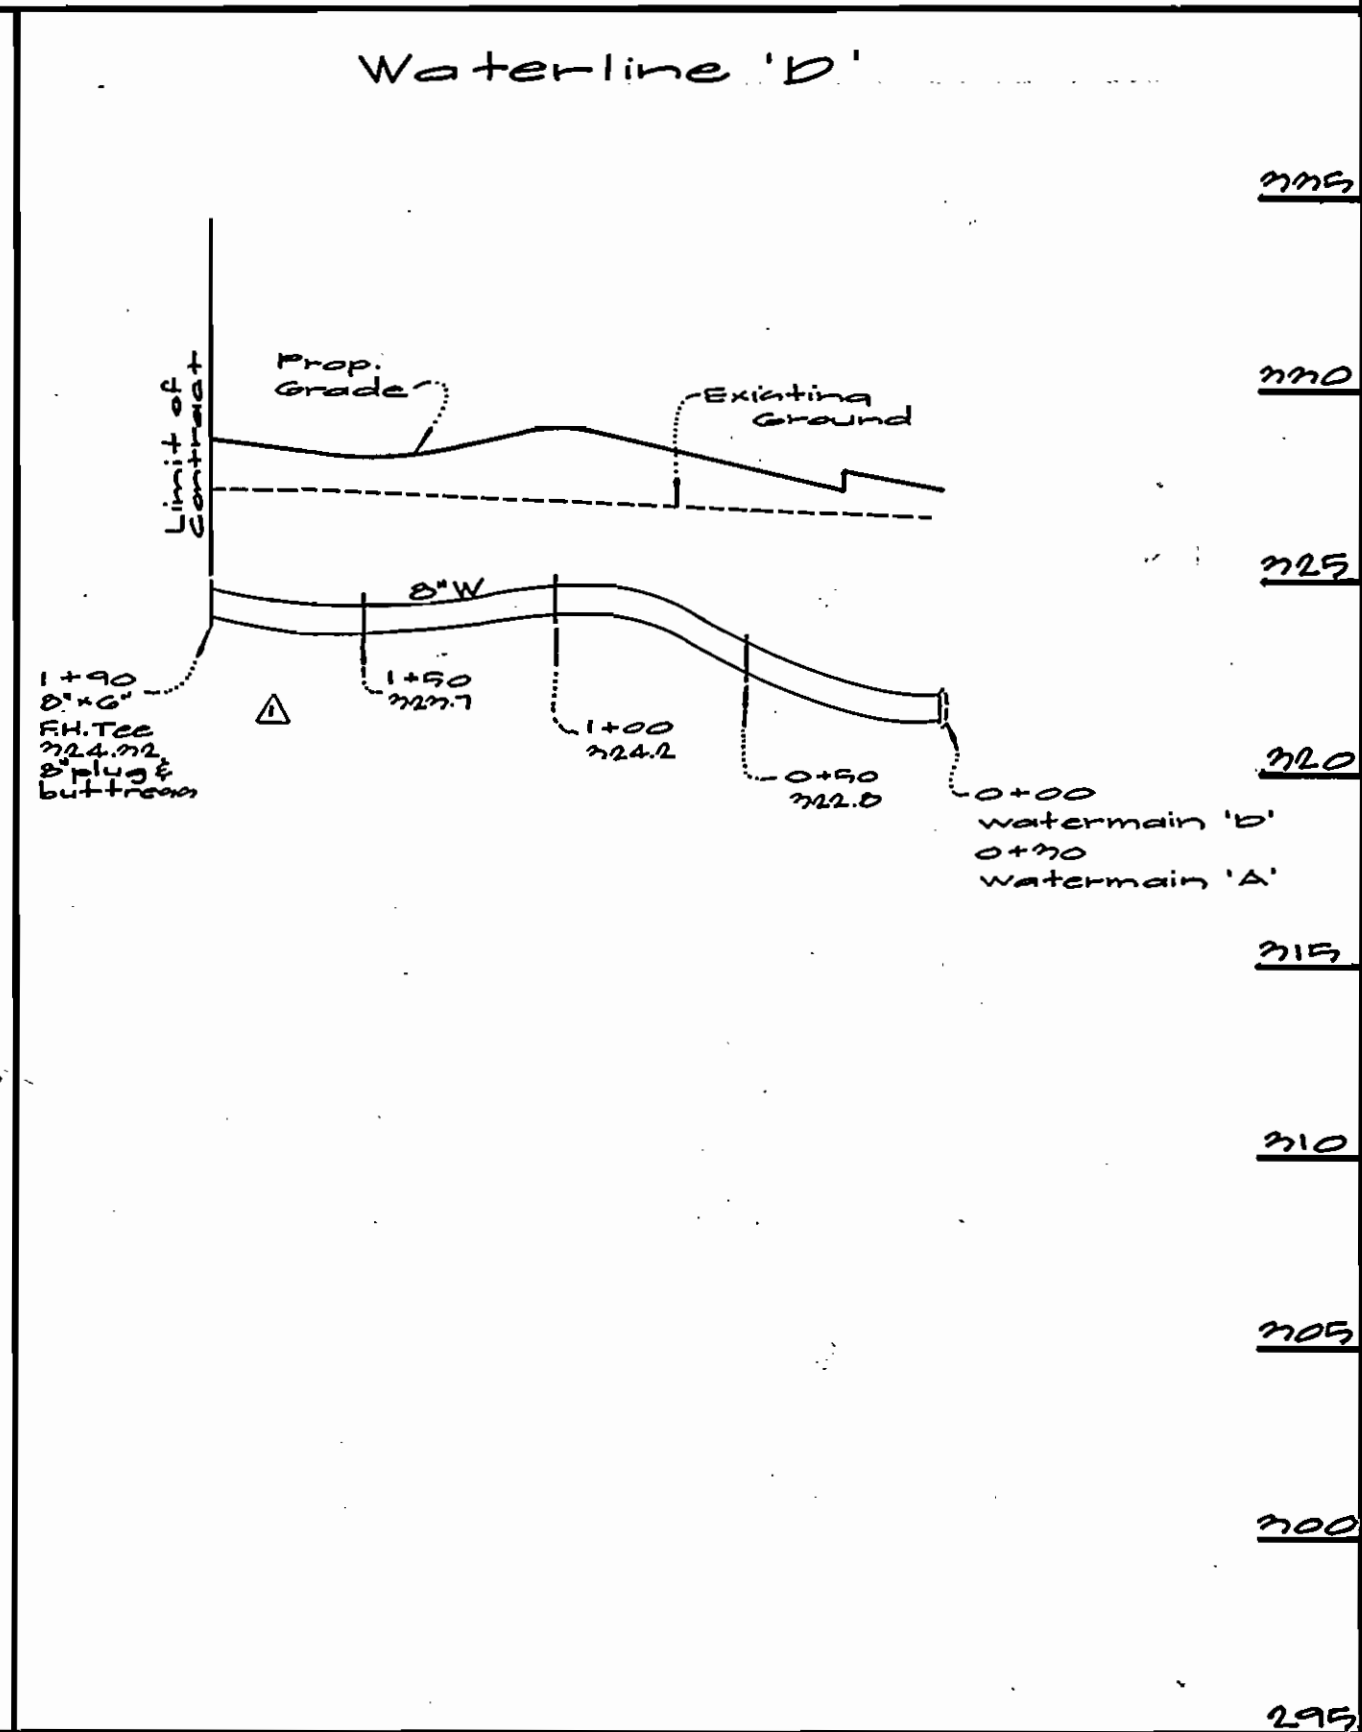 Waterline 'D'
335
330
325
320
315
310
305
300
295
Limit of
Contract
Prop.
Grade
Existing
Ground
8"W
1+90
8"x6"
F.H. Tee
324.32
8" plug &
buttress
1
1+50
323.7
1+00
324.2
0+50
322.8
0+00
Watermain 'D'
0+30
Watermain 'A'